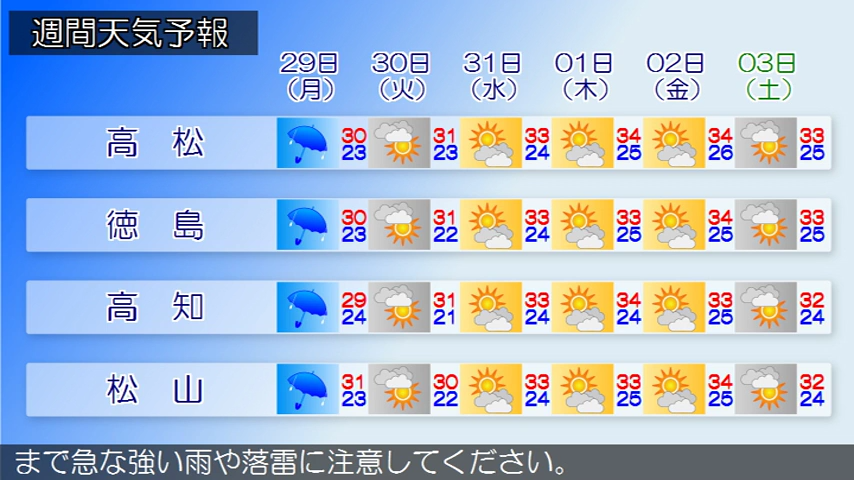 週間天気予報
29日 30日 31日 01日 02日 03日
（月） （火） （水） （木） （金） （土）
高 松 30 31 33 34 34 33
23 23 24 25 26 25
徳 島 30 31 33 33 34 33
23 22 24 25 25 25
高 知 29 31 33 34 33 32
24 21 24 24 25 24
松 山 31 30 33 33 34 32
23 22 24 25 25 24
まで急な強い雨や落雷に注意してください。